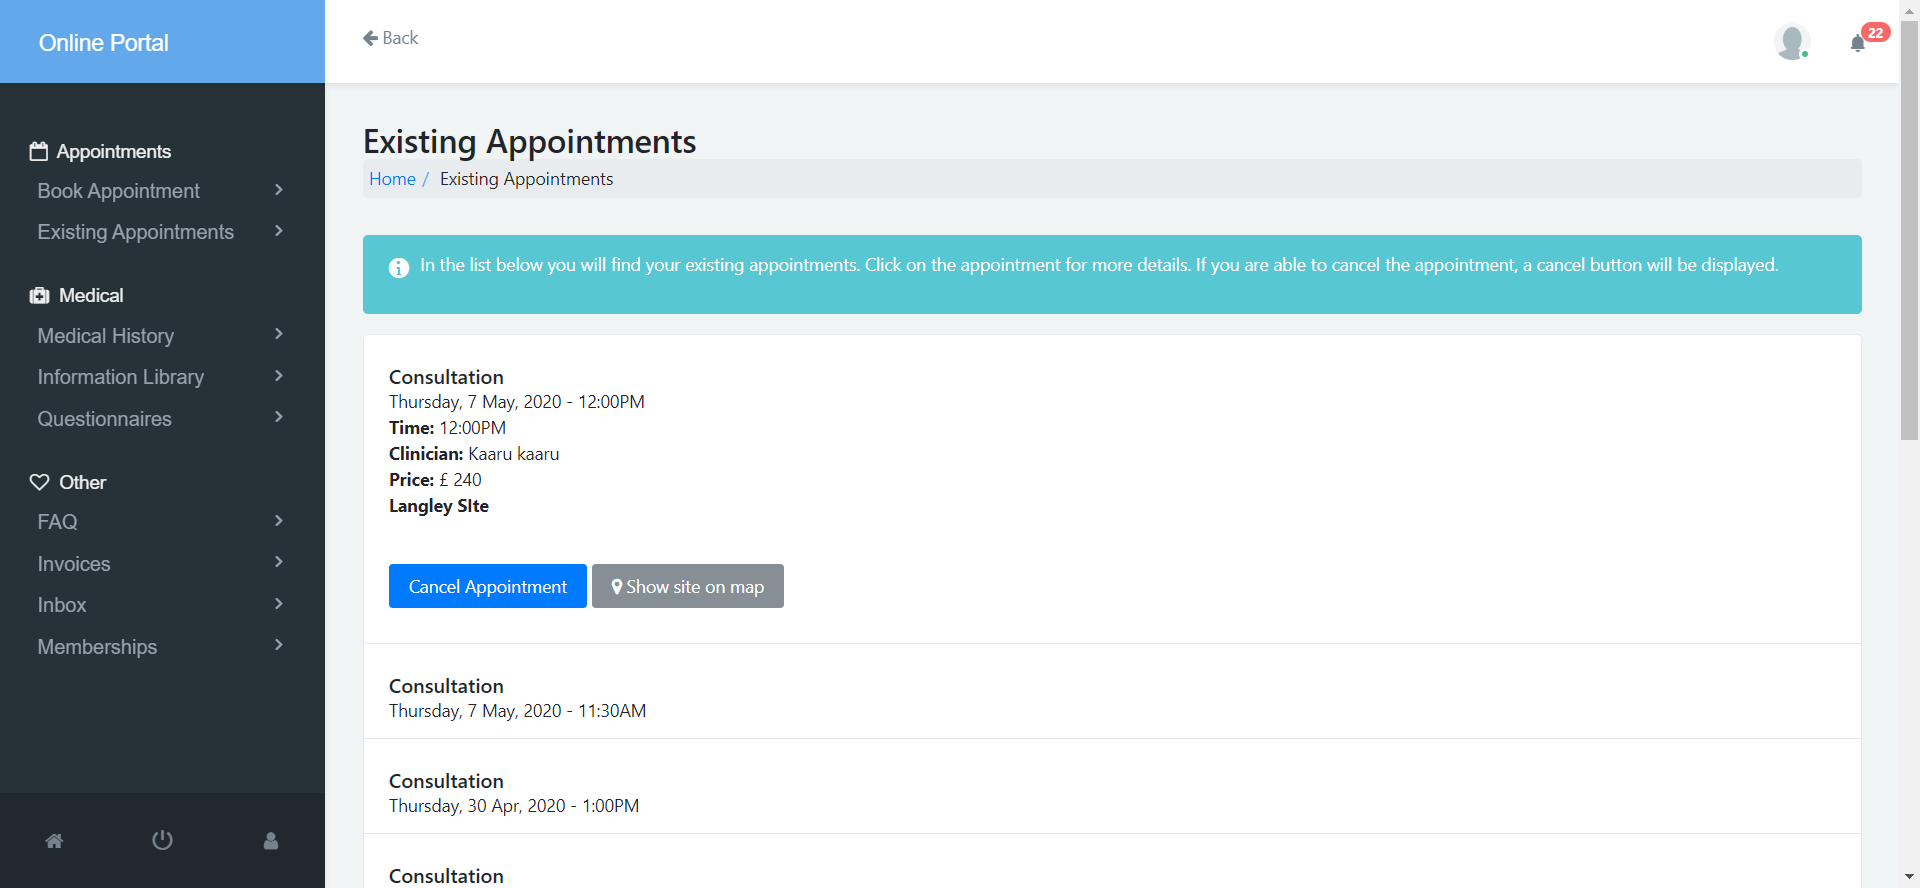 Online Portal
Back
22
Appointments
Book Appointment
Existing Appointments
Medical
Medical History
Information Library
Questionnaires
Other
FAQ
Invoices
Inbox
Memberships
Existing Appointments
Home / Existing Appointments
In the list below you will find your existing appointments. Click on the appointment for more details. If you are able to cancel the appointment, a cancel button will be displayed.
Consultation
Thursday, 7 May, 2020 - 12:00PM
Time: 12:00PM
Clinician: Kaaru kaaru
Price: £ 240
Langley SIte
Cancel Appointment
Show site on map
Consultation
Thursday, 7 May, 2020 - 11:30AM
Consultation
Thursday, 30 Apr, 2020 - 1:00PM
Consultation